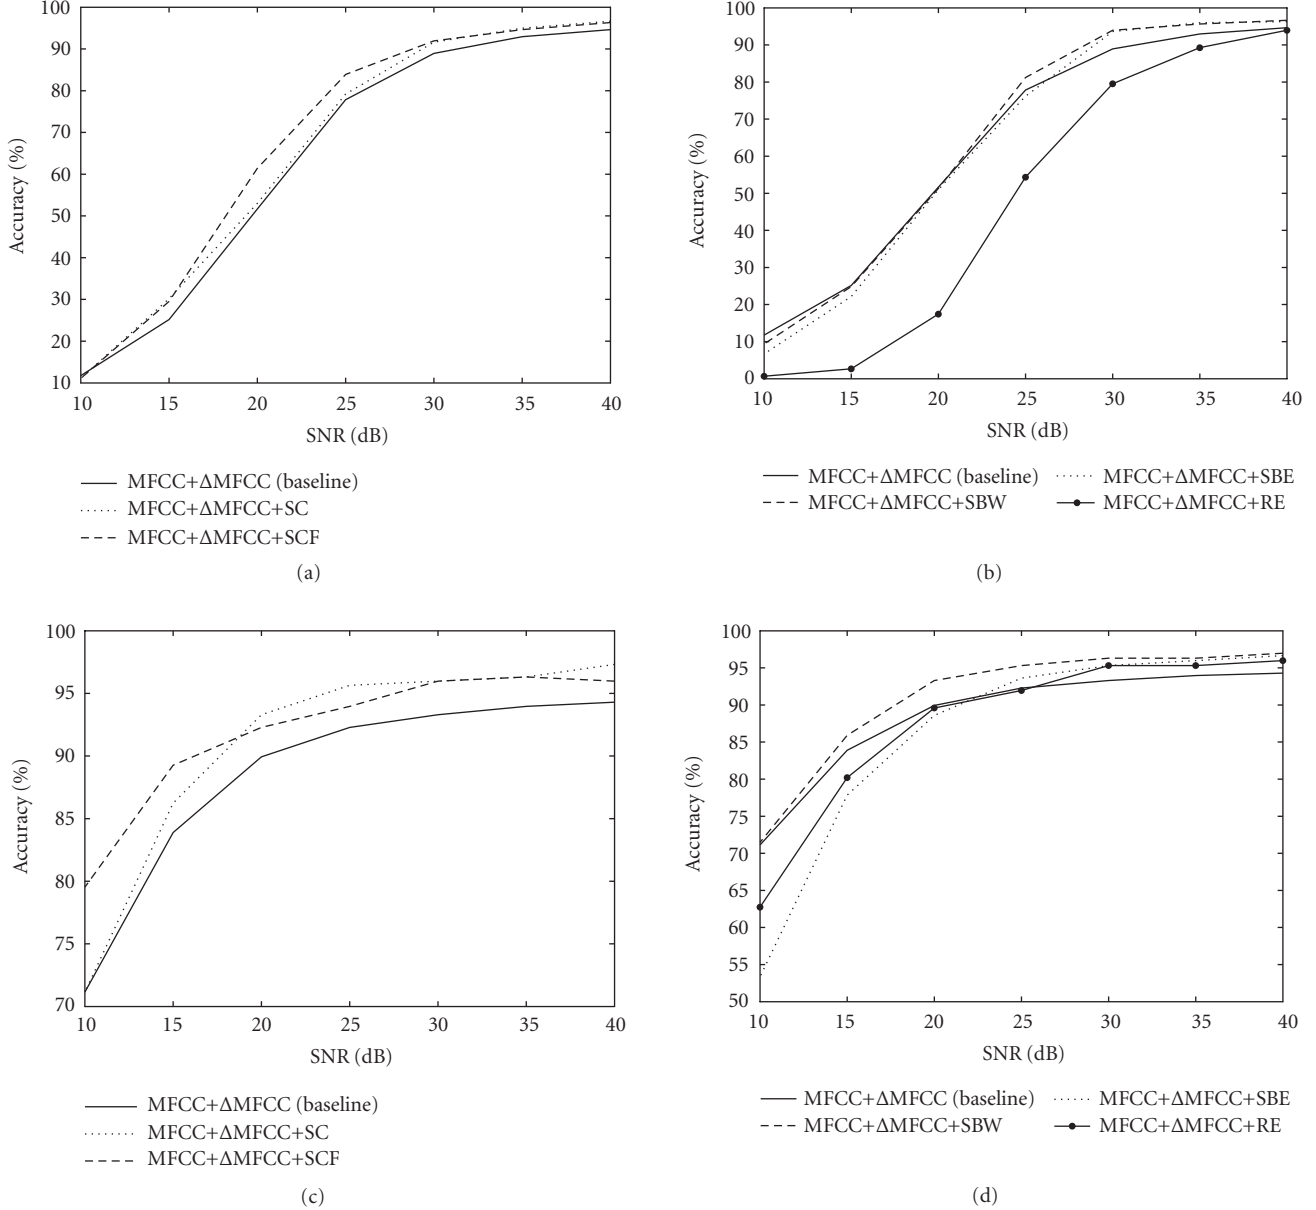 100
90
80
70
60
50
40
30
20
10
Accuracy (%)
10 15 20 25 30 35 40
SNR (dB)
MFCC+ΔMFCC (baseline)
MFCC+ΔMFCC+SC
MFCC+ΔMFCC+SCF
(a)
100
90
80
70
60
50
40
30
20
10
0
Accuracy (%)
10 15 20 25 30 35 40
SNR (dB)
MFCC+ΔMFCC (baseline) MFCC+ΔMFCC+SBE
MFCC+ΔMFCC+SBW MFCC+ΔMFCC+RE
(b)
100
95
90
85
80
75
70
Accuracy (%)
10 15 20 25 30 35 40
SNR (dB)
MFCC+ΔMFCC (baseline)
MFCC+ΔMFCC+SC
MFCC+ΔMFCC+SCF
(c)
100
95
90
85
80
75
70
65
60
55
50
Accuracy (%)
10 15 20 25 30 35 40
SNR (dB)
MFCC+ΔMFCC (baseline) MFCC+ΔMFCC+SBE
MFCC+ΔMFCC+SBW MFCC+ΔMFCC+RE
(d)